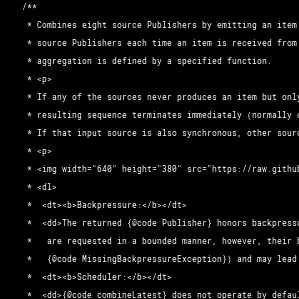 /**
* Combines eight source Publishers by emitting an item
* source Publishers each time an item is received from
* aggregation is defined by a specified function.
* <p>
* If any of the sources never produces an item but only
* resulting sequence terminates immediately (normally
* If that input source is also synchronous, other
* <p>
* <img width="640" height="380" src="https://raw.
* <dl>
* <dt><b>Backpressure:</b></dt>
* <dd>The returned {@code Publisher} honors
* are requested in a bounded manner, however, their
* {@code MissingBackpressureException}) and may lead
* <dt><b>Scheduler:</b></dt>
* <dd>{@code combineLatest} does not operate by